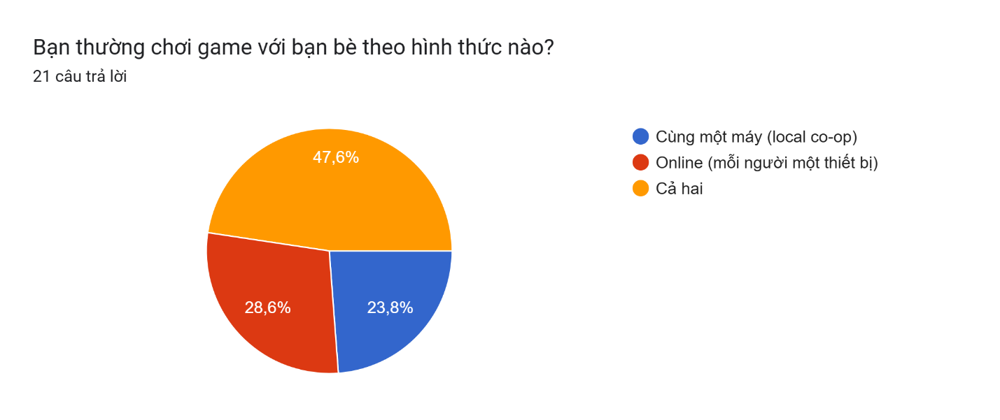 Bạn thường chơi game với bạn bè theo hình thức nào?
21 câu trả lời
Cùng một máy (local co-op)
Online (mỗi người một thiết bị)
Cả hai
47,6%
28,6%
23,8%